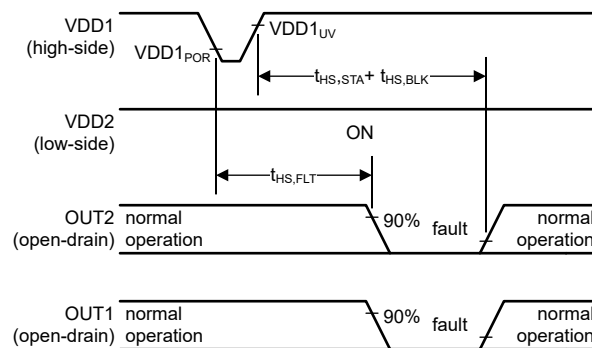 VDD1
(high-side)
VDD1POR
VDD1UV
tHS,STA+ tHS,BLK
VDD2
(low-side)
ON
tHS,FLT
OUT2
(open-drain)
normal
operation
90%
fault
normal
operation
OUT1
(open-drain)
normal
operation
90%
fault
normal
operation